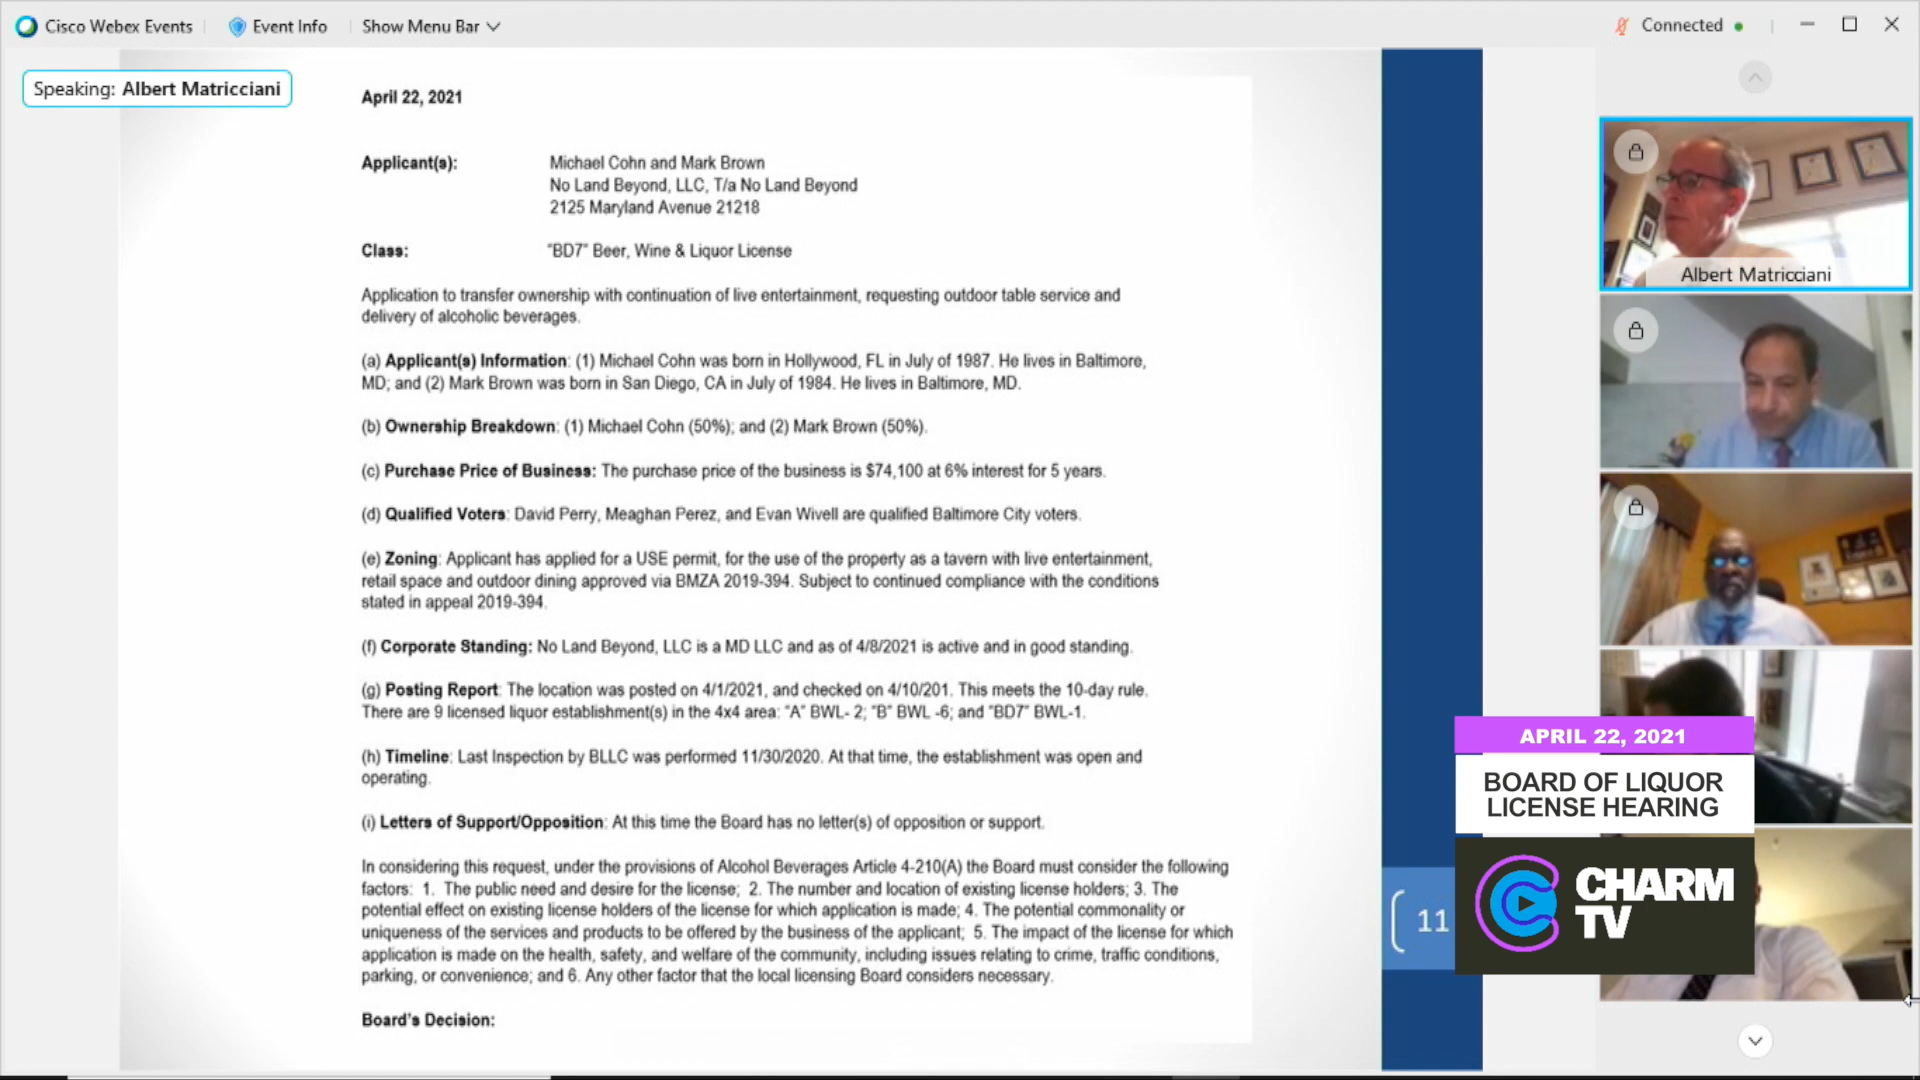 Cisco Webex Events
Event Info
Show Menu Bar
Connected
Speaking: Albert Matricciani
April 22, 2021
Applicant(s): Michael Cohn and Mark Brown
No Land Beyond, LLC, T/a No Land Beyond
2125 Maryland Avenue 21218
Class: "BD7" Beer, Wine & Liquor License
Application to transfer ownership with continuation of live entertainment, requesting outdoor table service and
delivery of alcoholic beverages.
(a) Applicant(s) Information: (1) Michael Cohn was born in Hollywood, FL in July of 1987. He lives in Baltimore,
MD; and (2) Mark Brown was born in San Diego, CA in July of 1984. He lives in Baltimore, MD.
(b) Ownership Breakdown: (1) Michael Cohn (50%); and (2) Mark Brown (50%).
(c) Purchase Price of Business: The purchase price of the business is $74,100 at 6% interest for 5 years.
(d) Qualified Voters: David Perry, Meaghan Perez, and Evan Wivell are qualified Baltimore City voters.
(e) Zoning: Applicant has applied for a USE permit, for the use of the property as a tavern with live entertainment,
retail space and outdoor dining approved via BMZA 2019-394. Subject to continued compliance with the conditions
stated in appeal 2019-394.
(f) Corporate Standing: No Land Beyond, LLC is a MD LLC and as of 4/8/2021 is active and in good standing.
(g) Posting Report: The location was posted on 4/1/2021, and checked on 4/10/201. This meets the 10-day rule.
There are 9 licensed liquor establishment(s) in the 4x4 area: "A" BWL- 2; "B" BWL -6; and "BD7" BWL-1.
(h) Timeline: Last Inspection by BLLC was performed 11/30/2020. At that time, the establishment was open and
operating.
(i) Letters of Support/Opposition: At this time the Board has no letter(s) of opposition or support.
In considering this request, under the provisions of Alcohol Beverages Article 4-210(A) the Board must consider the following
factors: 1. The public need and desire for the license; 2. The number and location of existing license holders; 3. The
potential effect on existing license holders of the license for which application is made; 4. The potential commonality or
uniqueness of the services and products to be offered by the business of the applicant; 5. The impact of the license for which
application is made on the health, safety, and welfare of the community, including issues relating to crime, traffic conditions,
parking, or convenience; and 6. Any other factor that the local licensing Board considers necessary.
Board's Decision:
11
Albert Matricciani
APRIL 22, 2021
BOARD OF LIQUOR
LICENSE HEARING
CHARM
TV